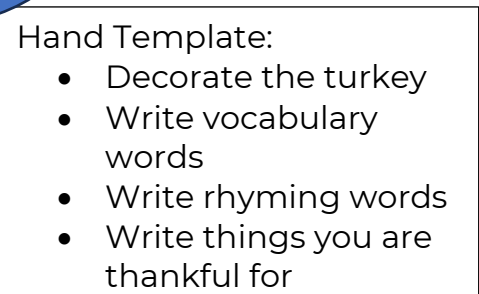 Hand Template:
• Decorate the turkey
• Write vocabulary
words
• Write rhyming words
• Write things you are
thankful for